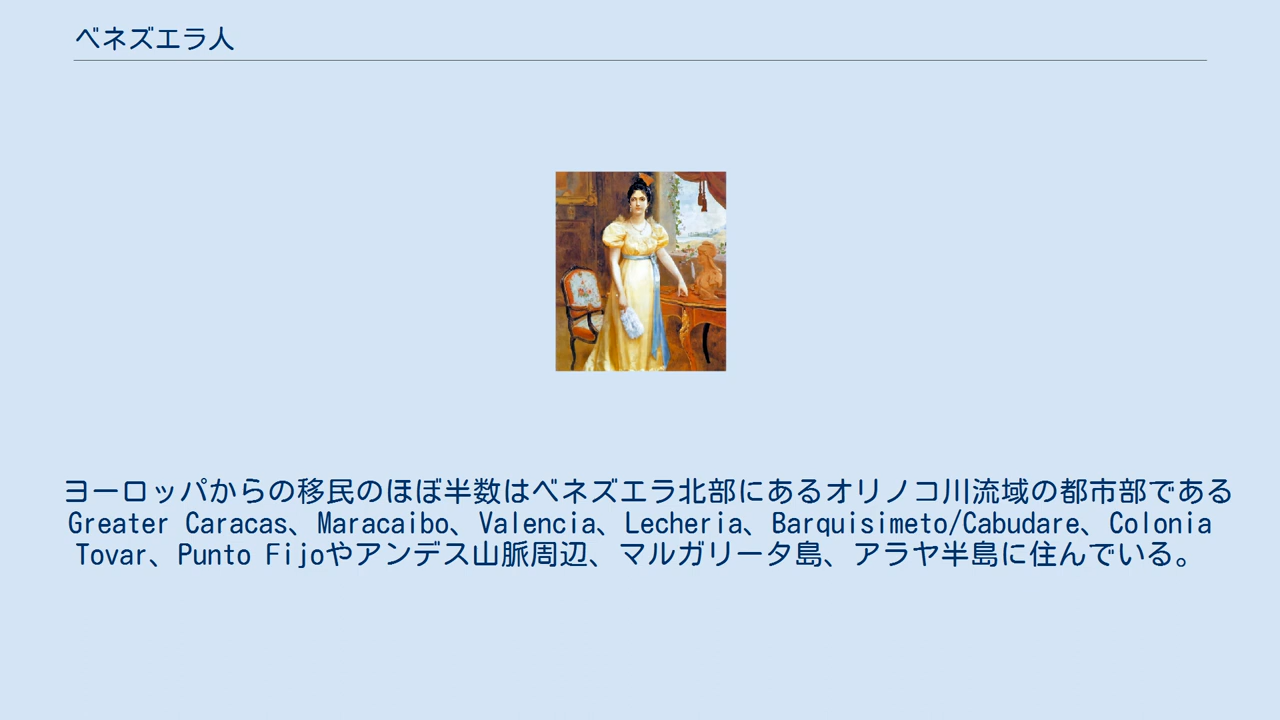 ベネズエラ人
ヨーロッパからの移民のほぼ半数はベネズエラ北部にあるオリノコ川流域の都市部である
Greater Caracas、Maracaibo、Valencia、Lecheria、Barquisimeto/Cabudare、Colonia
Tovar、Punto Fijoやアンデス山脈周辺、マルガリータ島、アラヤ半島に住んでいる。